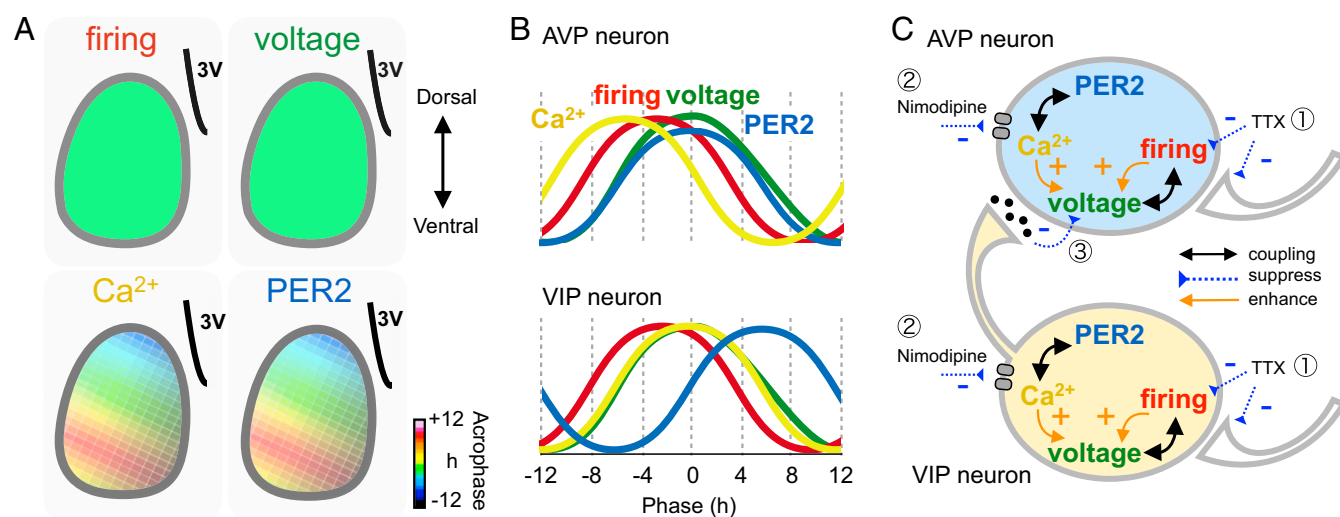 A
firing
voltage
3V
3V
Dorsal
Ventral
Ca²⁺
PER2
3V
3V
+12
h
-12
Acrophase
B
AVP neuron
firing
voltage
Ca²⁺
PER2
VIP neuron
-12
-8
-4
0
4
8
12
Phase (h)
C
AVP neuron
②
Nimodipine
-
PER2
Ca²⁺
+
+
firing
voltage
-
TTX ①
-
-
③
coupling
suppress
enhance
②
Nimodipine
-
PER2
Ca²⁺
+
+
firing
voltage
-
TTX ①
-
VIP neuron